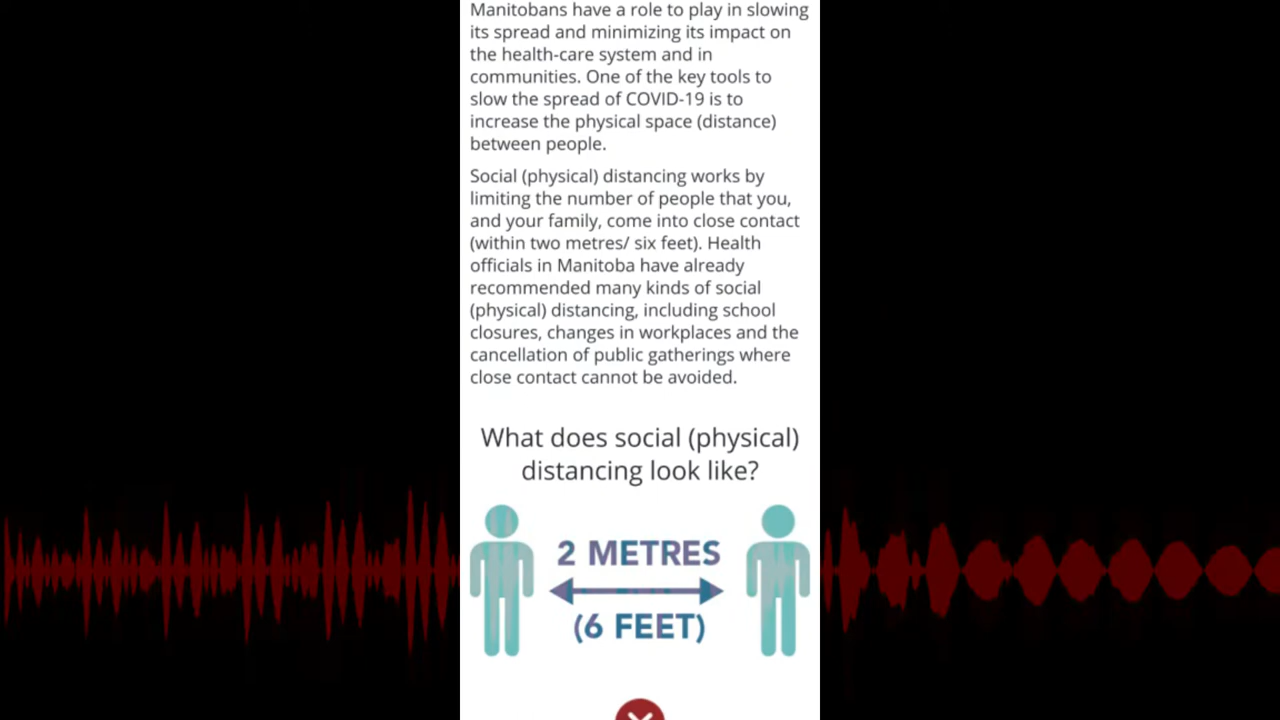 Manitobans have a role to play in slowing
its spread and minimizing its impact on
the health-care system and in
communities. One of the key tools to
slow the spread of COVID-19 is to
increase the physical space (distance)
between people.
Social (physical) distancing works by
limiting the number of people that you,
and your family, come into close contact
(within two metres/ six feet). Health
officials in Manitoba have already
recommended many kinds of social
(physical) distancing, including school
closures, changes in workplaces and the
cancellation of public gatherings where
close contact cannot be avoided.
What does social (physical)
distancing look like?
2 METRES
(6 FEET)